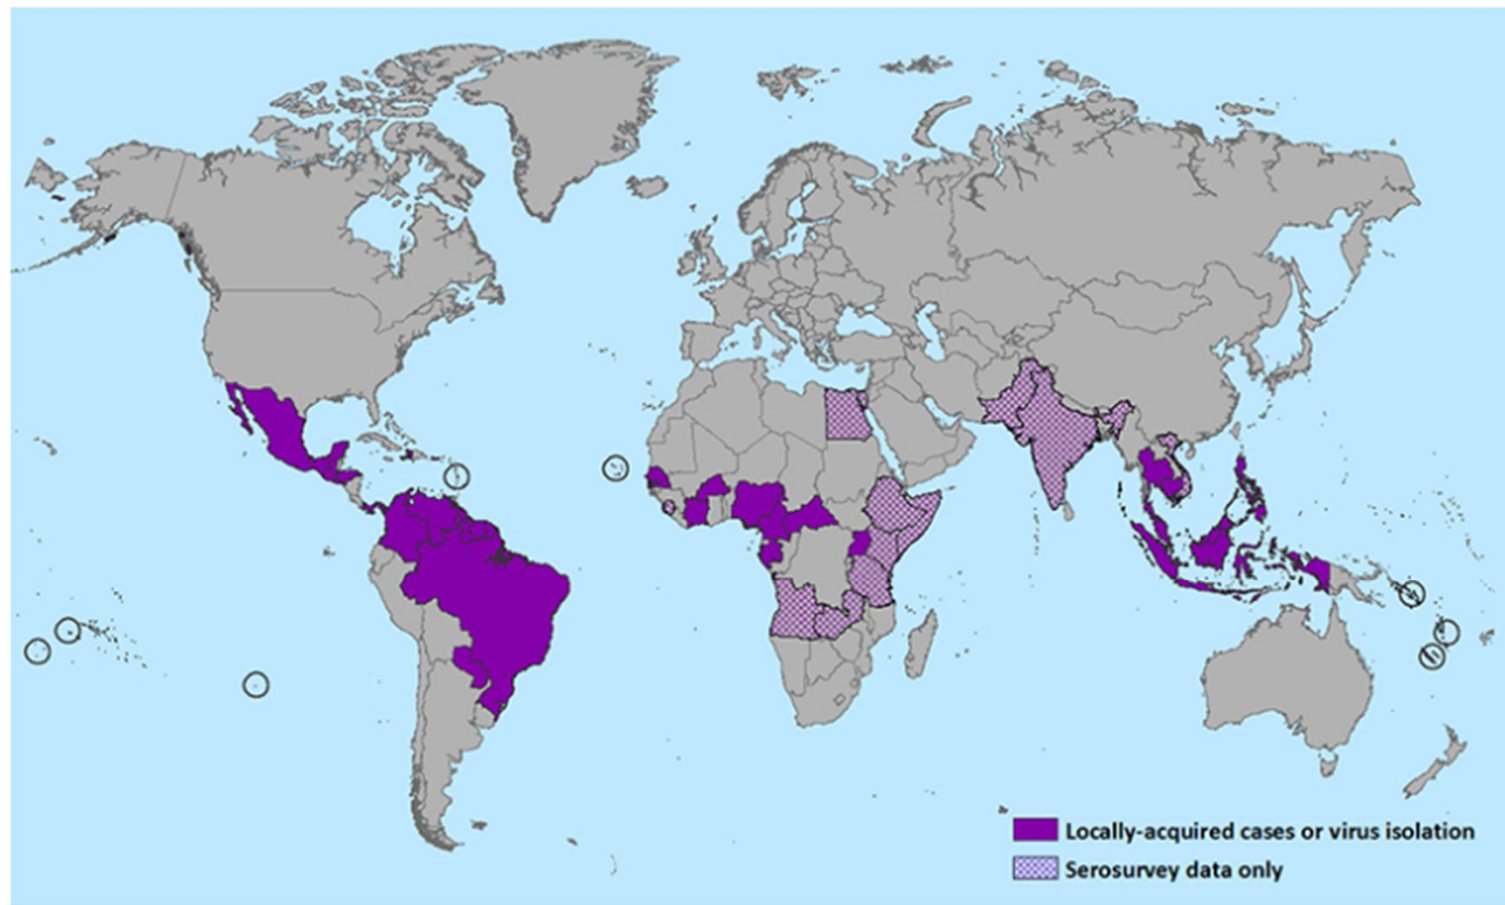 Locally-acquired cases or virus isolation
Serosurvey data only